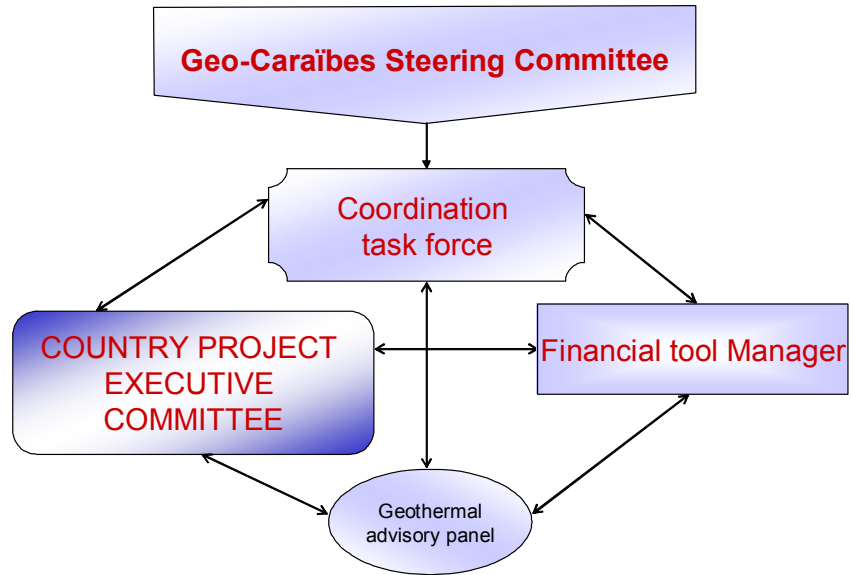 Geo-Caraïbes Steering Committee
Coordination
task force
COUNTRY PROJECT
EXECUTIVE
COMMITTEE
Financial tool Manager
Geothermal
advisory panel